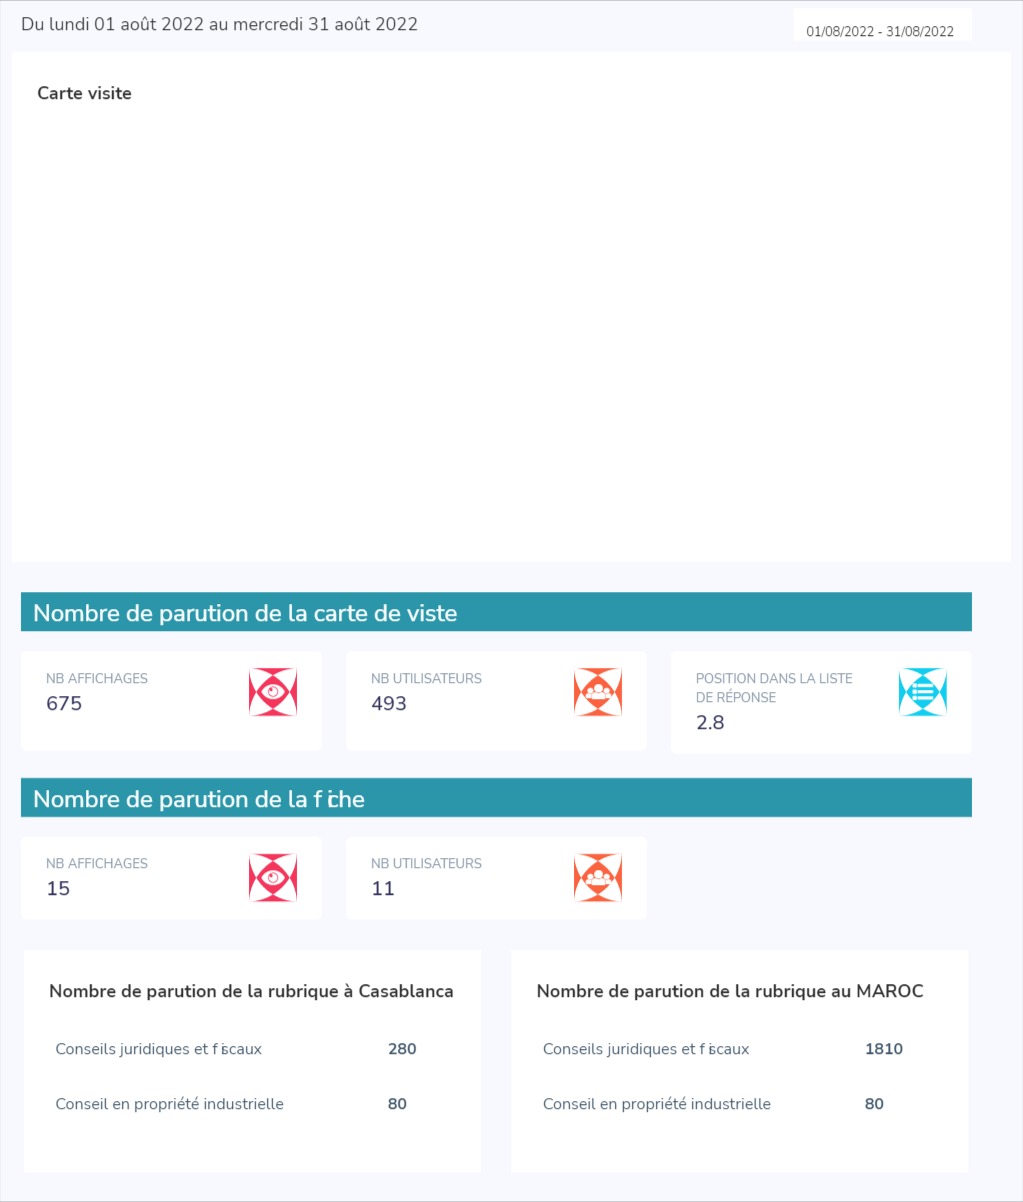 Du lundi 01 août 2022 au mercredi 31 août 2022
01/08/2022 - 31/08/2022
Carte visite
Nombre de parution de la carte de viste
NB AFFICHAGES
675
NB UTILISATEURS
493
POSITION DANS LA LISTE
DE RÉPONSE
2.8
Nombre de parution de la fiche
NB AFFICHAGES
15
NB UTILISATEURS
11
Nombre de parution de la rubrique à Casablanca
Conseils juridiques et fiscaux 280
Conseil en propriété industrielle 80
Nombre de parution de la rubrique au MAROC
Conseils juridiques et fiscaux 1810
Conseil en propriété industrielle 80